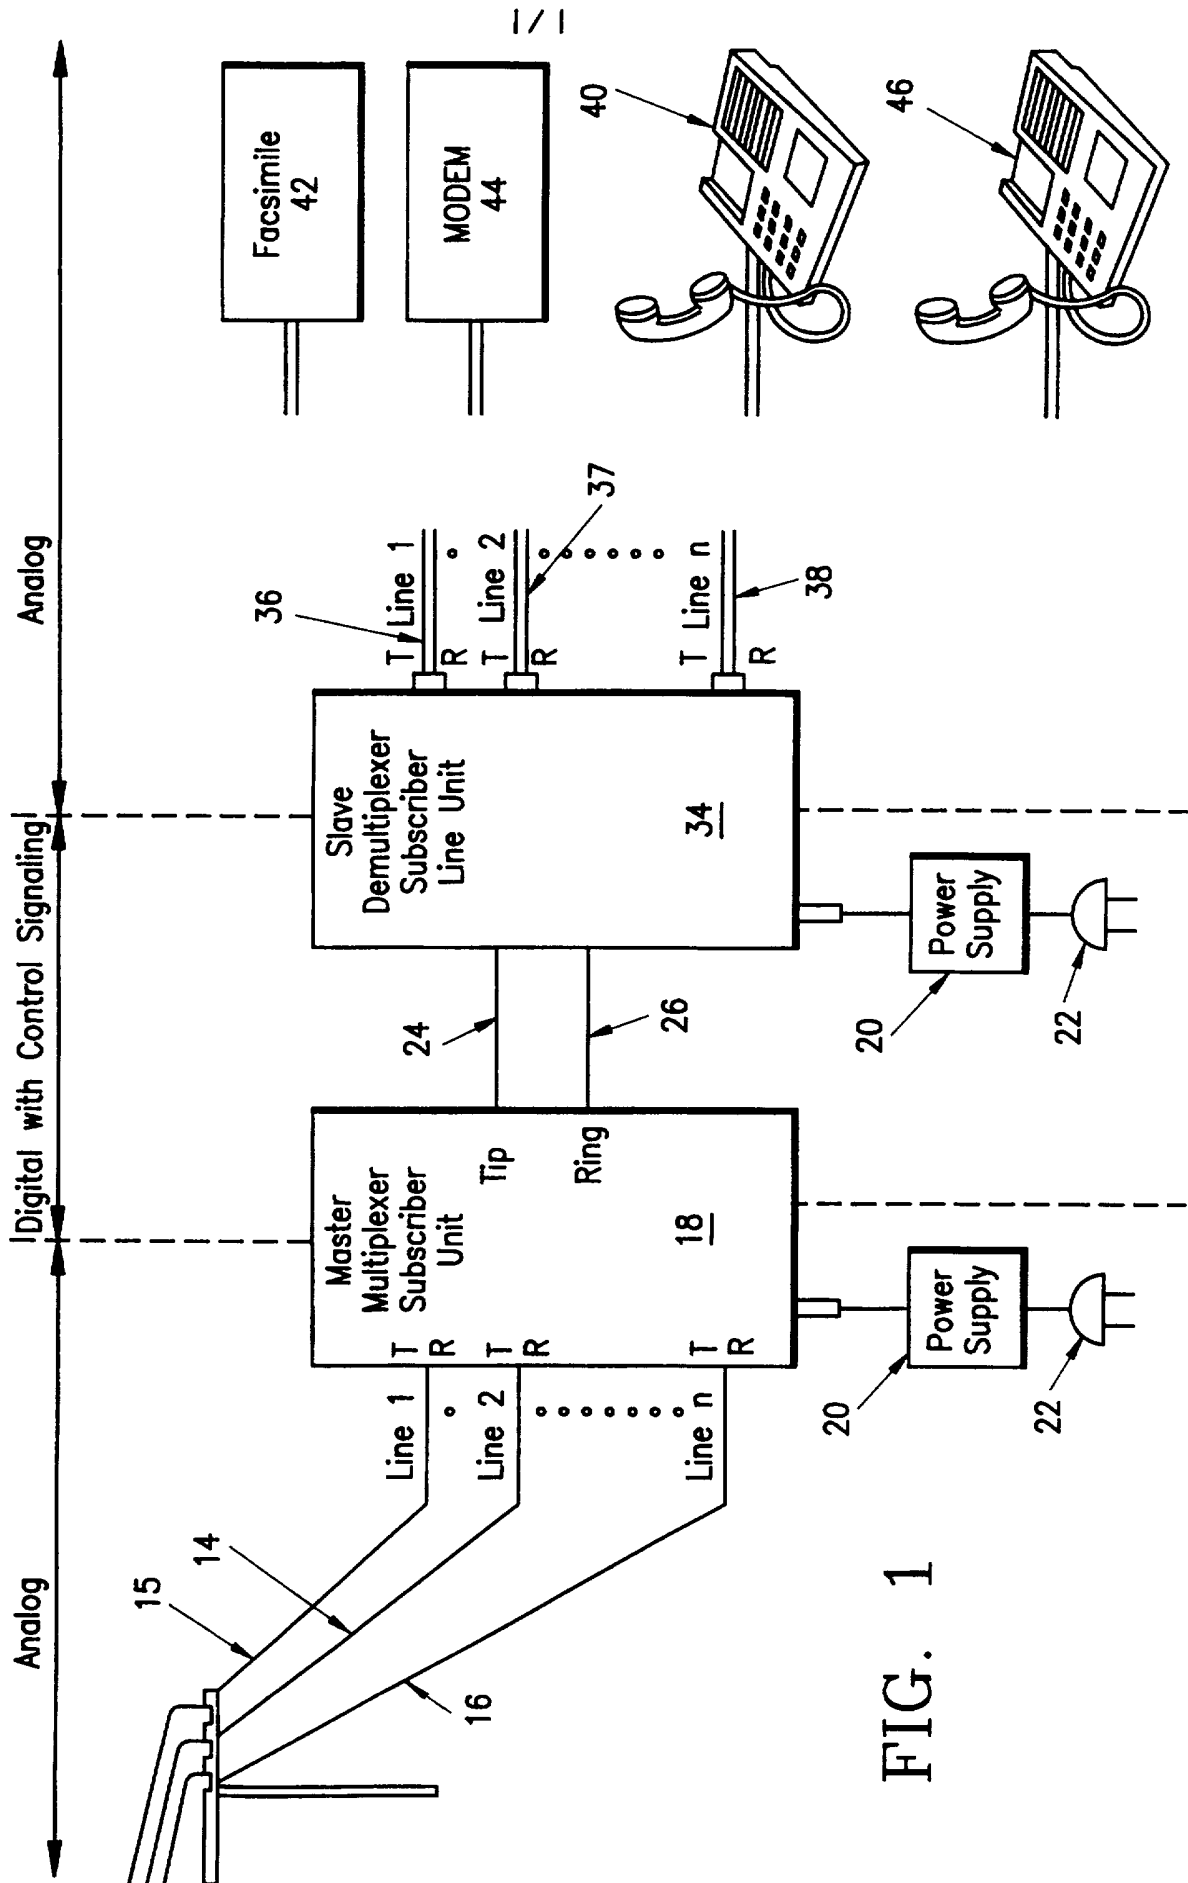 1/1
Analog
Digital with Control Signaling
Analog
15
14
16
Line 1
Line 2
Line n
T
R
T
R
T
R
Master
Multiplexer
Subscriber
Unit
Tip
Ring
18
20
Power
Supply
22
24
26
Slave
Demultiplexer
Subscriber
Line Unit
34
20
Power
Supply
22
T
R
T
R
T
R
Line 1
Line 2
Line n
36
37
38
Facsimile
42
MODEM
44
40
46
FIG. 1